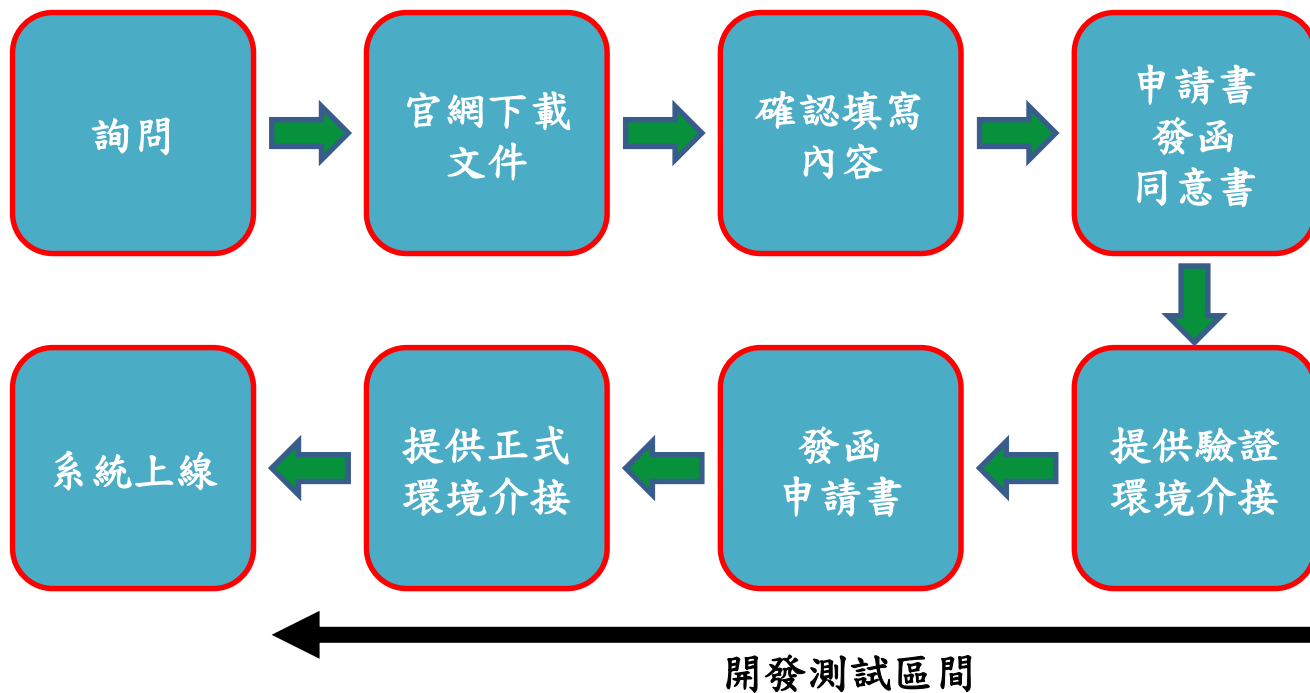 詢問
官網下載
文件
確認填寫
內容
申請書
發函
同意書
提供驗證
環境介接
發函
申請書
提供正式
環境介接
系統上線
開發測試區間